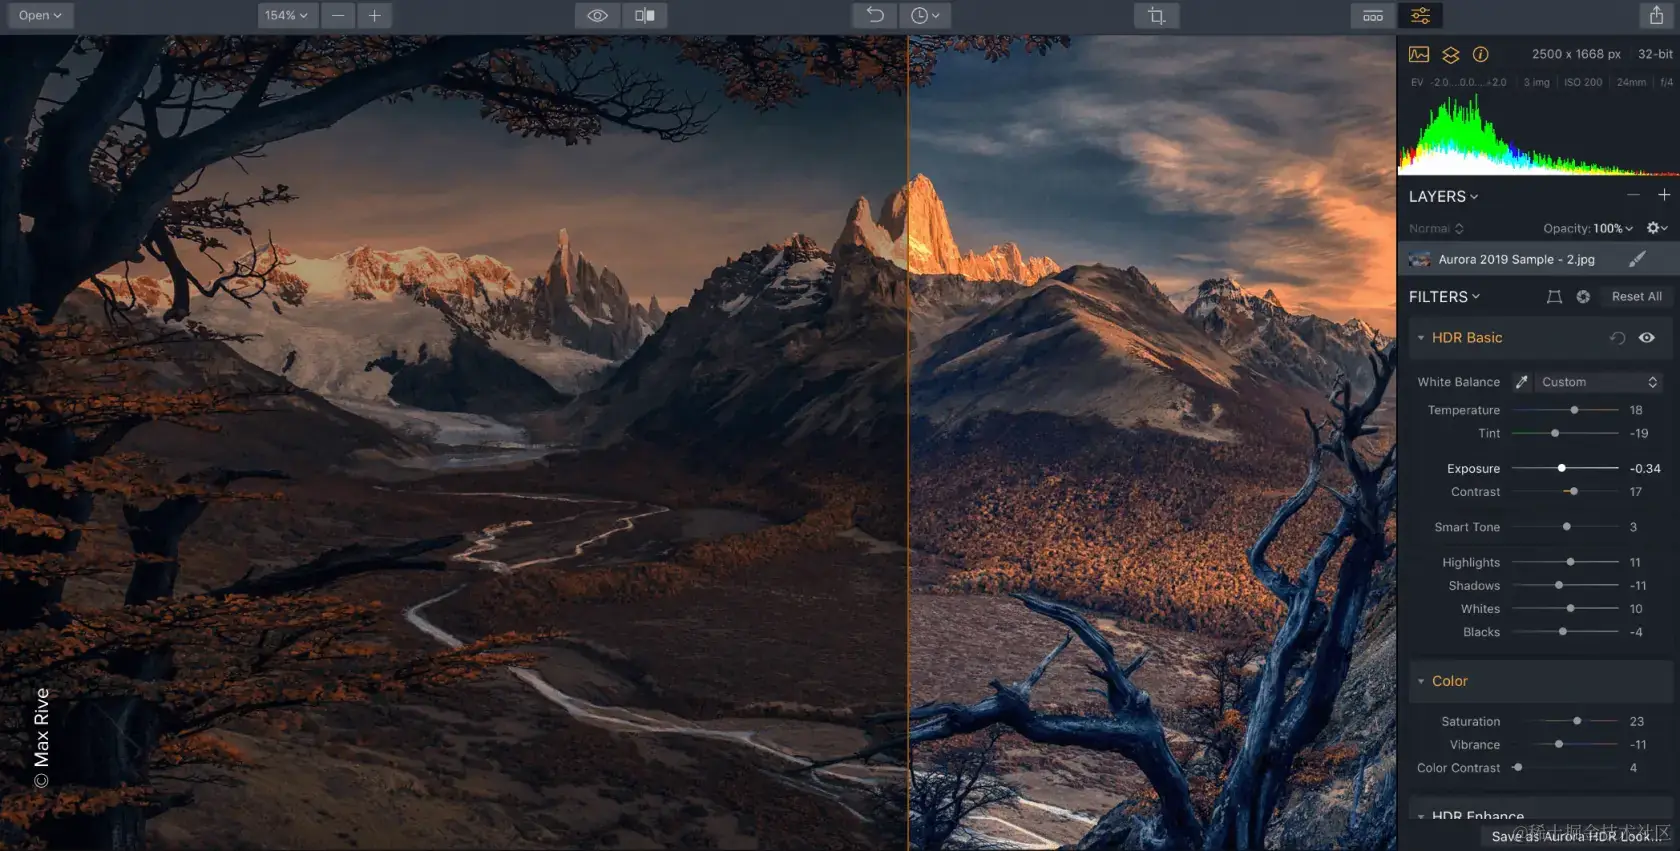 Open
154%
2500 x 1668 px
32-bit
EV -2.0...0.0...+2.0
3 img
ISO 200
24mm
f/4
LAYERS
Normal
Opacity: 100%
Aurora 2019 Sample - 2.jpg
FILTERS
Reset All
HDR Basic
White Balance
Custom
Temperature 18
Tint -19
Exposure -0.34
Contrast 17
Smart Tone 3
Highlights 11
Shadows -11
Whites 10
Blacks -4
Color
Saturation 23
Vibrance -11
Color Contrast 4
HDR Enhance
@稀土掘金技术社区
Save as Aurora HDR Look...
© Max Rive